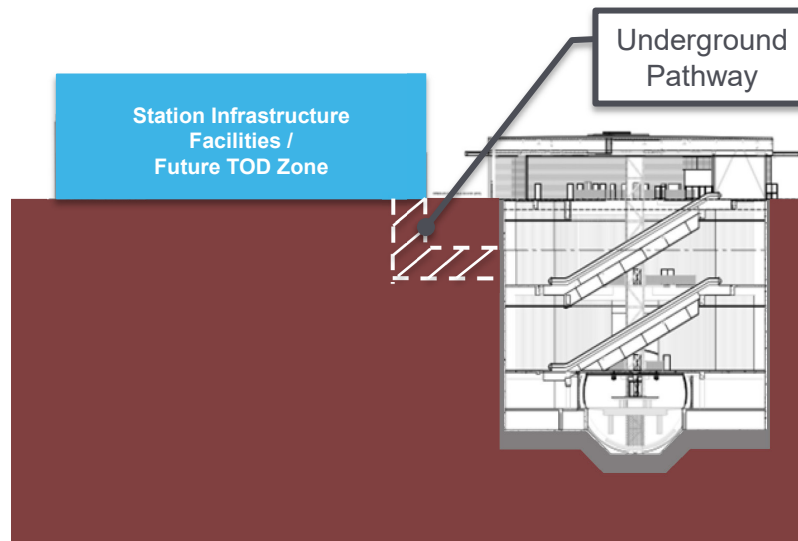 Underground
Pathway
Station Infrastructure
Facilities /
Future TOD Zone